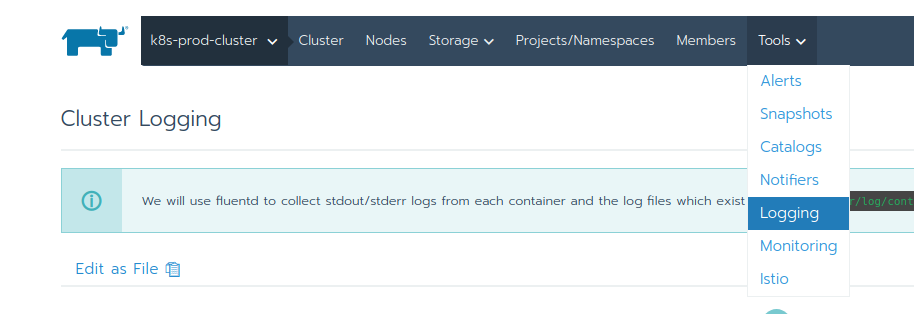 k8s-prod-cluster Cluster Nodes Storage Projects/Namespaces Members Tools
Alerts
Snapshots
Catalogs
Notifiers
Logging
Monitoring
Istio
Cluster Logging
We will use fluentd to collect stdout/stderr logs from each container and the log files which exist
r/log/cont
Edit as File